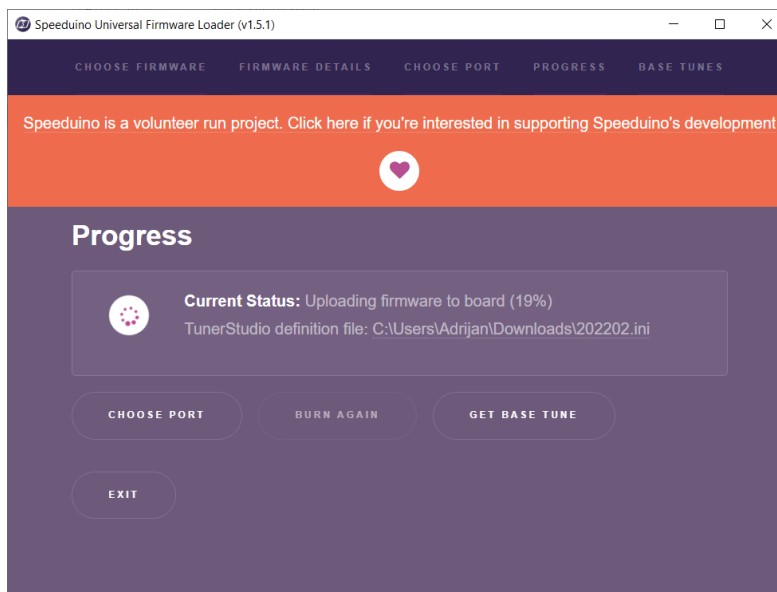 Speeduino Universal Firmware Loader (v1.5.1)
CHOOSE FIRMWARE FIRMWARE DETAILS CHOOSE PORT PROGRESS BASE TUNES
Speeduino is a volunteer run project. Click here if you're interested in supporting Speeduino's development
Progress
Current Status: Uploading firmware to board (19%)
TunerStudio definition file: C:\Users\Adrijan\Downloads\202202.ini
CHOOSE PORT BURN AGAIN GET BASE TUNE
EXIT